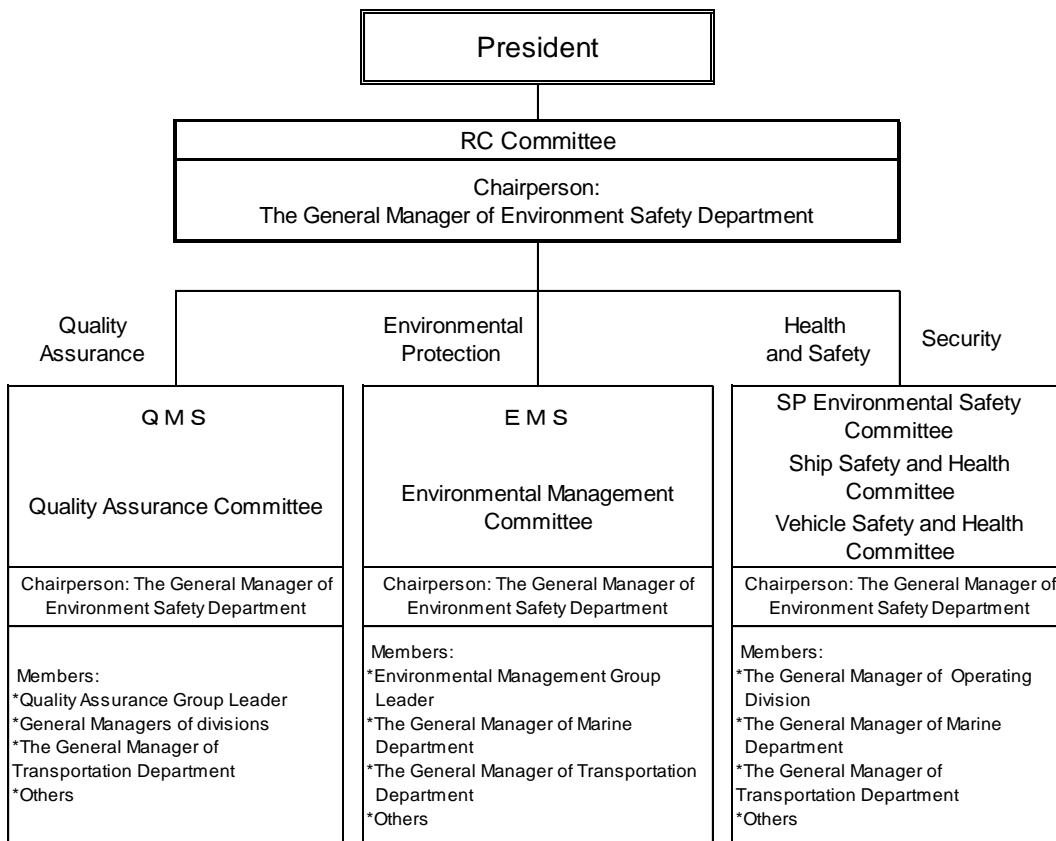 President
RC Committee
Chairperson:
The General Manager of Environment Safety Department
Quality
Assurance
Environmental
Protection
Health
and Safety
Security
Q M S
Quality Assurance Committee
Chairperson: The General Manager of
Environment Safety Department
Members:
*Quality Assurance Group Leader
*General Managers of divisions
*The General Manager of
Transportation Department
*Others
E M S
Environmental Management
Committee
Chairperson: The General Manager of
Environment Safety Department
Members:
*Environmental Management Group
Leader
*The General Manager of Marine
Department
*The General Manager of Transportation
Department
*Others
SP Environmental Safety
Committee
Ship Safety and Health
Committee
Vehicle Safety and Health
Committee
Chairperson: The General Manager of
Environment Safety Department
Members:
*The General Manager of Operating
Division
*The General Manager of Marine
Department
*The General Manager of
Transportation Department
*Others